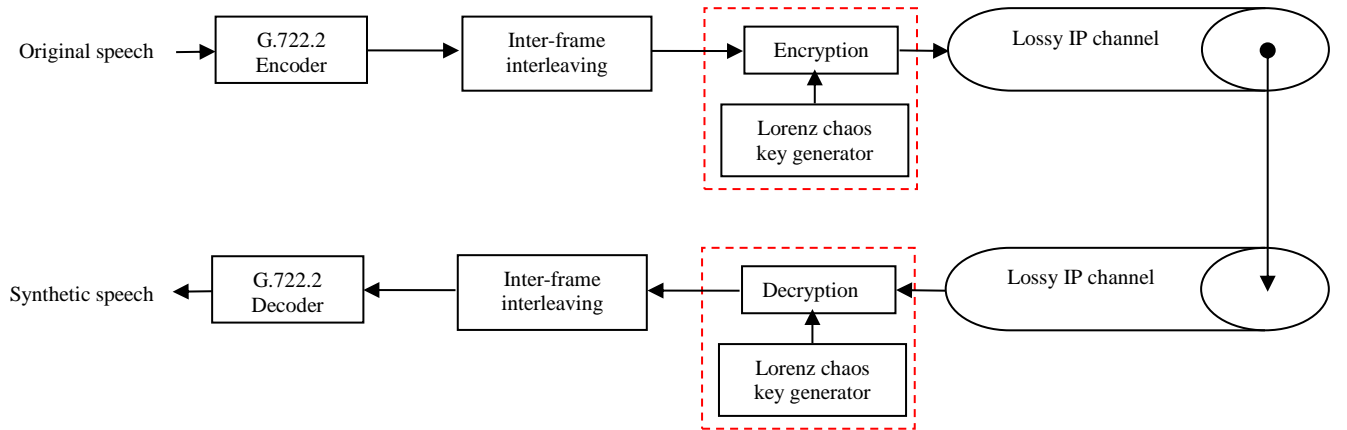 Original speech
G.722.2
Encoder
Inter-frame
interleaving
Encryption
Lorenz chaos
key generator
Lossy IP channel
Synthetic speech
G.722.2
Decoder
Inter-frame
interleaving
Decryption
Lorenz chaos
key generator
Lossy IP channel